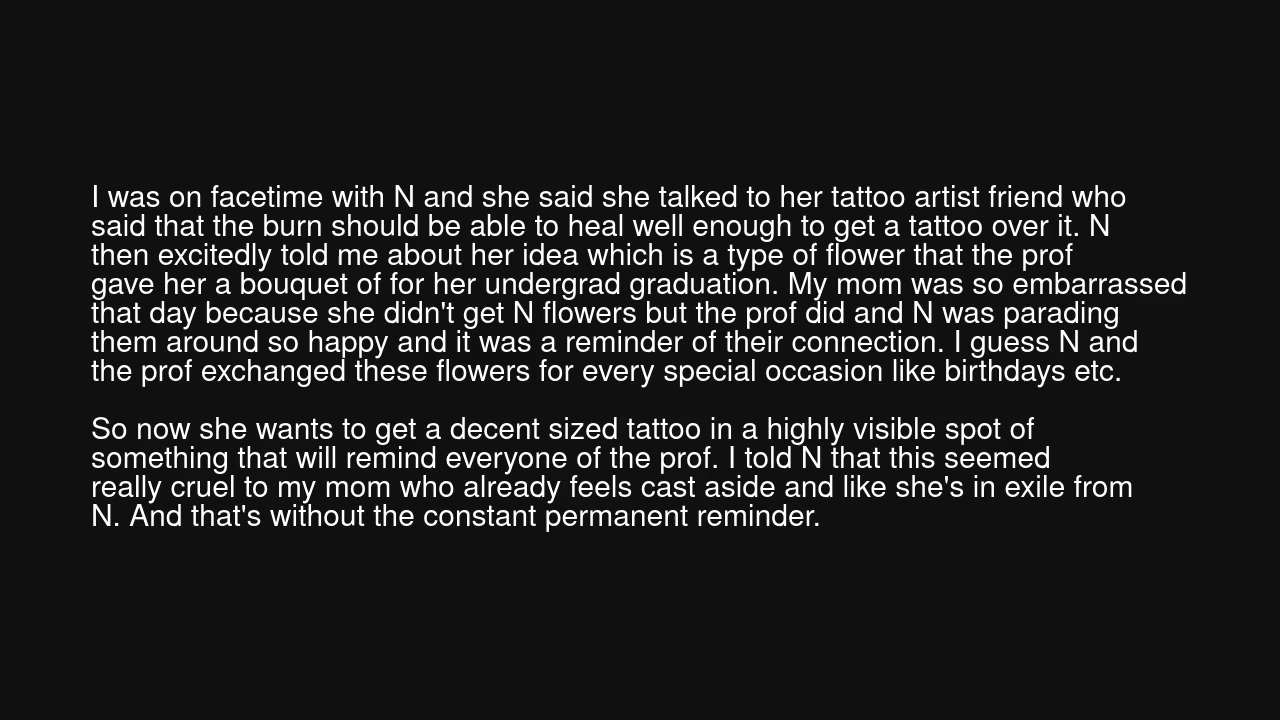 I was on facetime with N and she said she talked to her tattoo artist friend who
said that the burn should be able to heal well enough to get a tattoo over it. N
then excitedly told me about her idea which is a type of flower that the prof
gave her a bouquet of for her undergrad graduation. My mom was so embarrassed
that day because she didn't get N flowers but the prof did and N was parading
them around so happy and it was a reminder of their connection. I guess N and
the prof exchanged these flowers for every special occasion like birthdays etc.

So now she wants to get a decent sized tattoo in a highly visible spot of
something that will remind everyone of the prof. I told N that this seemed
really cruel to my mom who already feels cast aside and like she's in exile from
N. And that's without the constant permanent reminder.